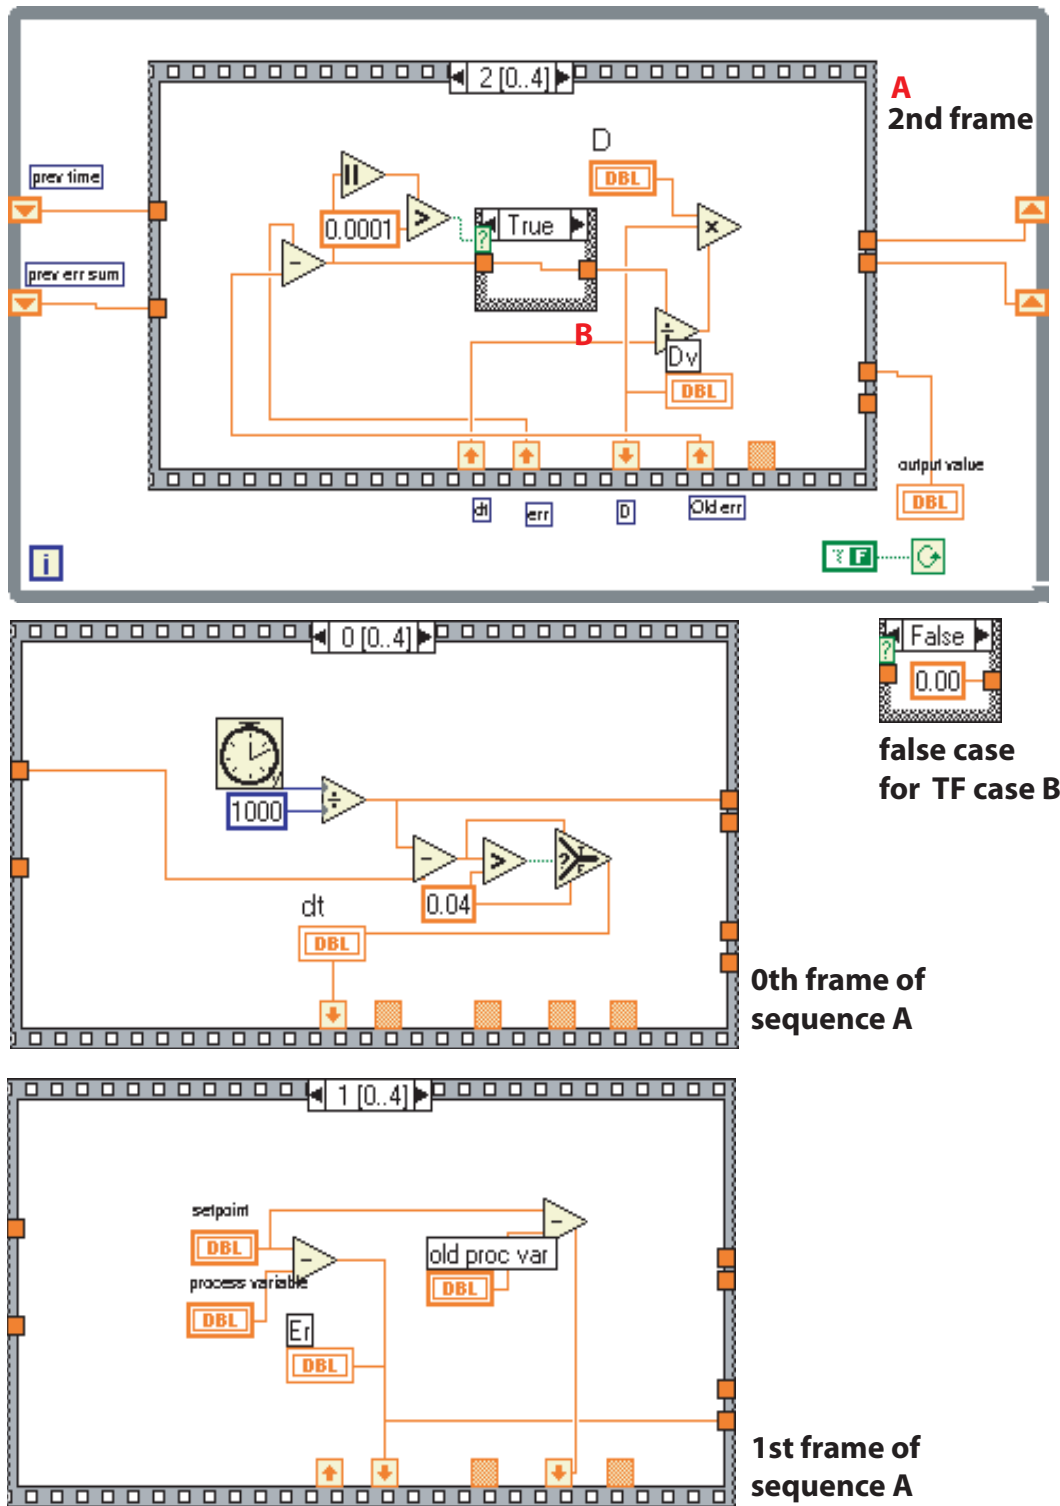 2 [0..4]
A
2nd frame
D
DBL
prev time
0.0001
>
True
x
?
-
prev err sum
B
÷
Dv
DBL
output value
DBL
dt
err
D
Old err
F
i
0 [0..4]
False
?
0.00
false case
for TF case B
1000
÷
-
>
?
T
F
0.04
dt
DBL
0th frame of
sequence A
1 [0..4]
setpoint
DBL
-
-
old proc var
DBL
process variable
DBL
Er
DBL
1st frame of
sequence A